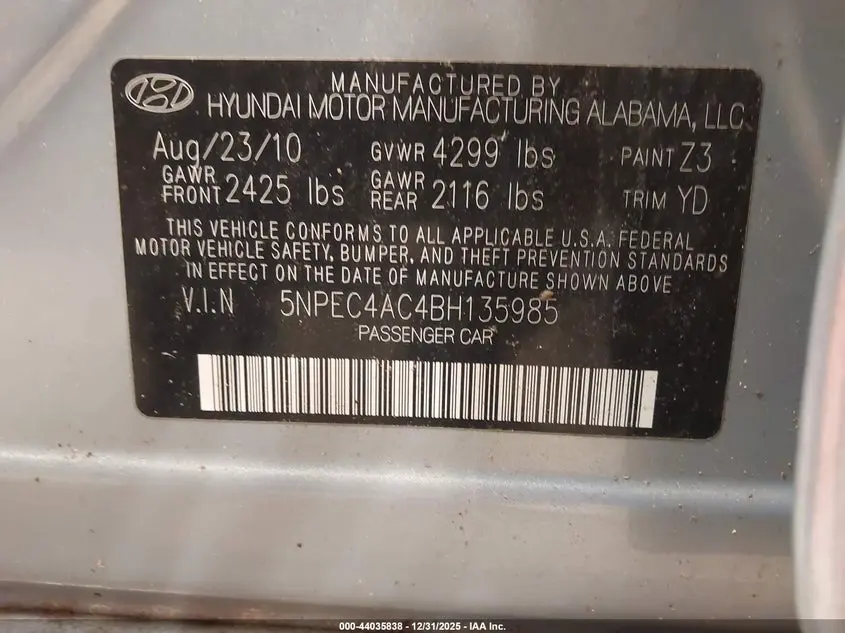 MANUFACTURED BY
HYUNDAI MOTOR MANUFACTURING ALABAMA, LLC
Aug/23/10 GVWR 4299 lbs PAINT Z3
GAWR FRONT 2425 lbs GAWR REAR 2116 lbs TRIM YD
THIS VEHICLE CONFORMS TO ALL APPLICABLE U.S.A. FEDERAL
MOTOR VEHICLE SAFETY, BUMPER, AND THEFT PREVENTION STANDARDS
IN EFFECT ON THE DATE OF MANUFACTURE SHOWN ABOVE.
V.I.N 5NPEC4AC4BH135985
PASSENGER CAR
000-44035838 - 12/31/2025 - IAA Inc.